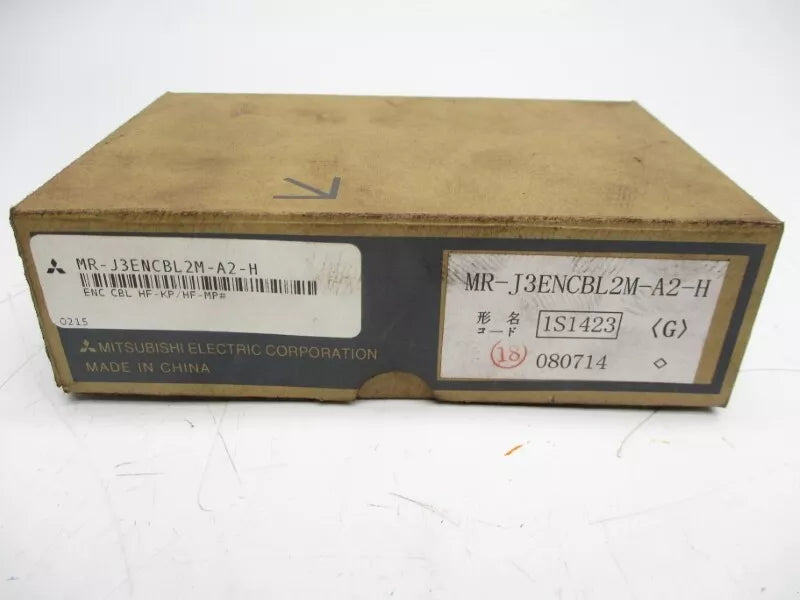 MR-J3ENCBL2M-A2-H
ENC CBL HF-KP/HF-MP#
0215
MITSUBISHI ELECTRIC CORPORATION
MADE IN CHINA
MR-J3ENCBL2M-A2-H
形名
コード 1S1423 〈G〉
18 080714 ◇